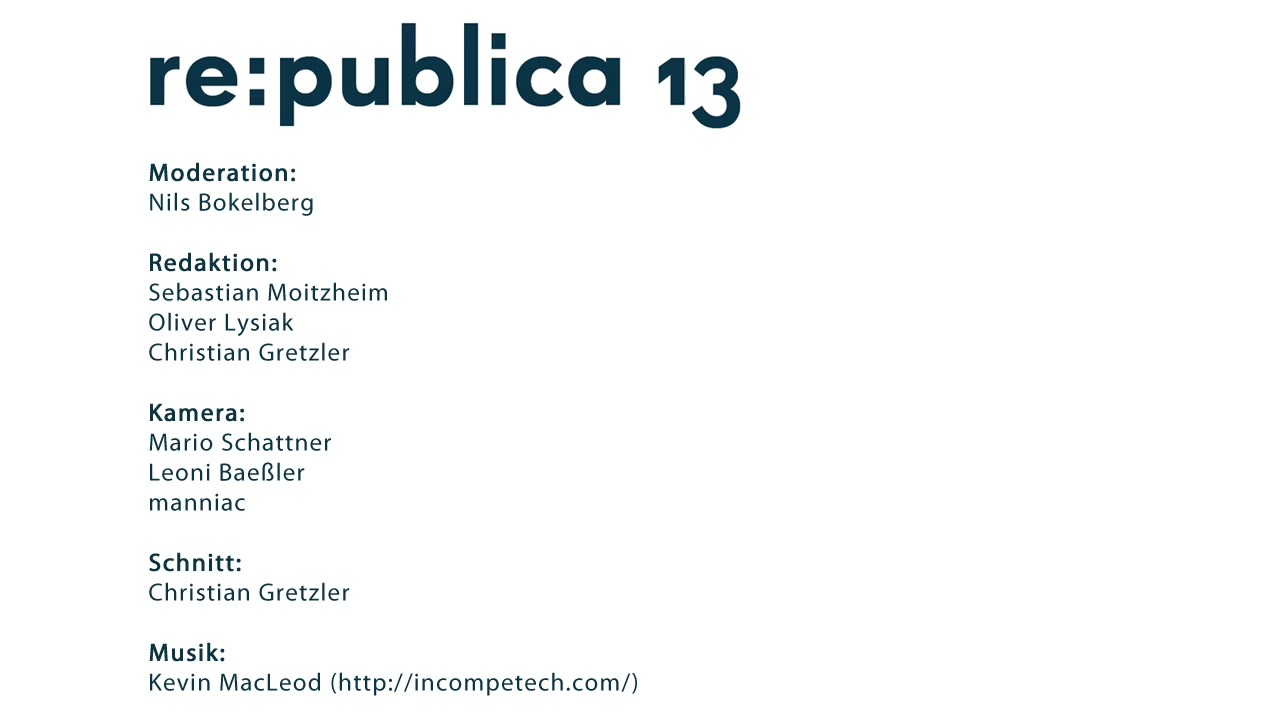 re:publica 13
Moderation:
Nils Bokelberg
Redaktion:
Sebastian Moitzheim
Oliver Lysiak
Christian Gretzler
Kamera:
Mario Schattner
Leoni Baeßler
manniac
Schnitt:
Christian Gretzler
Musik:
Kevin MacLeod (http://incompetech.com/)